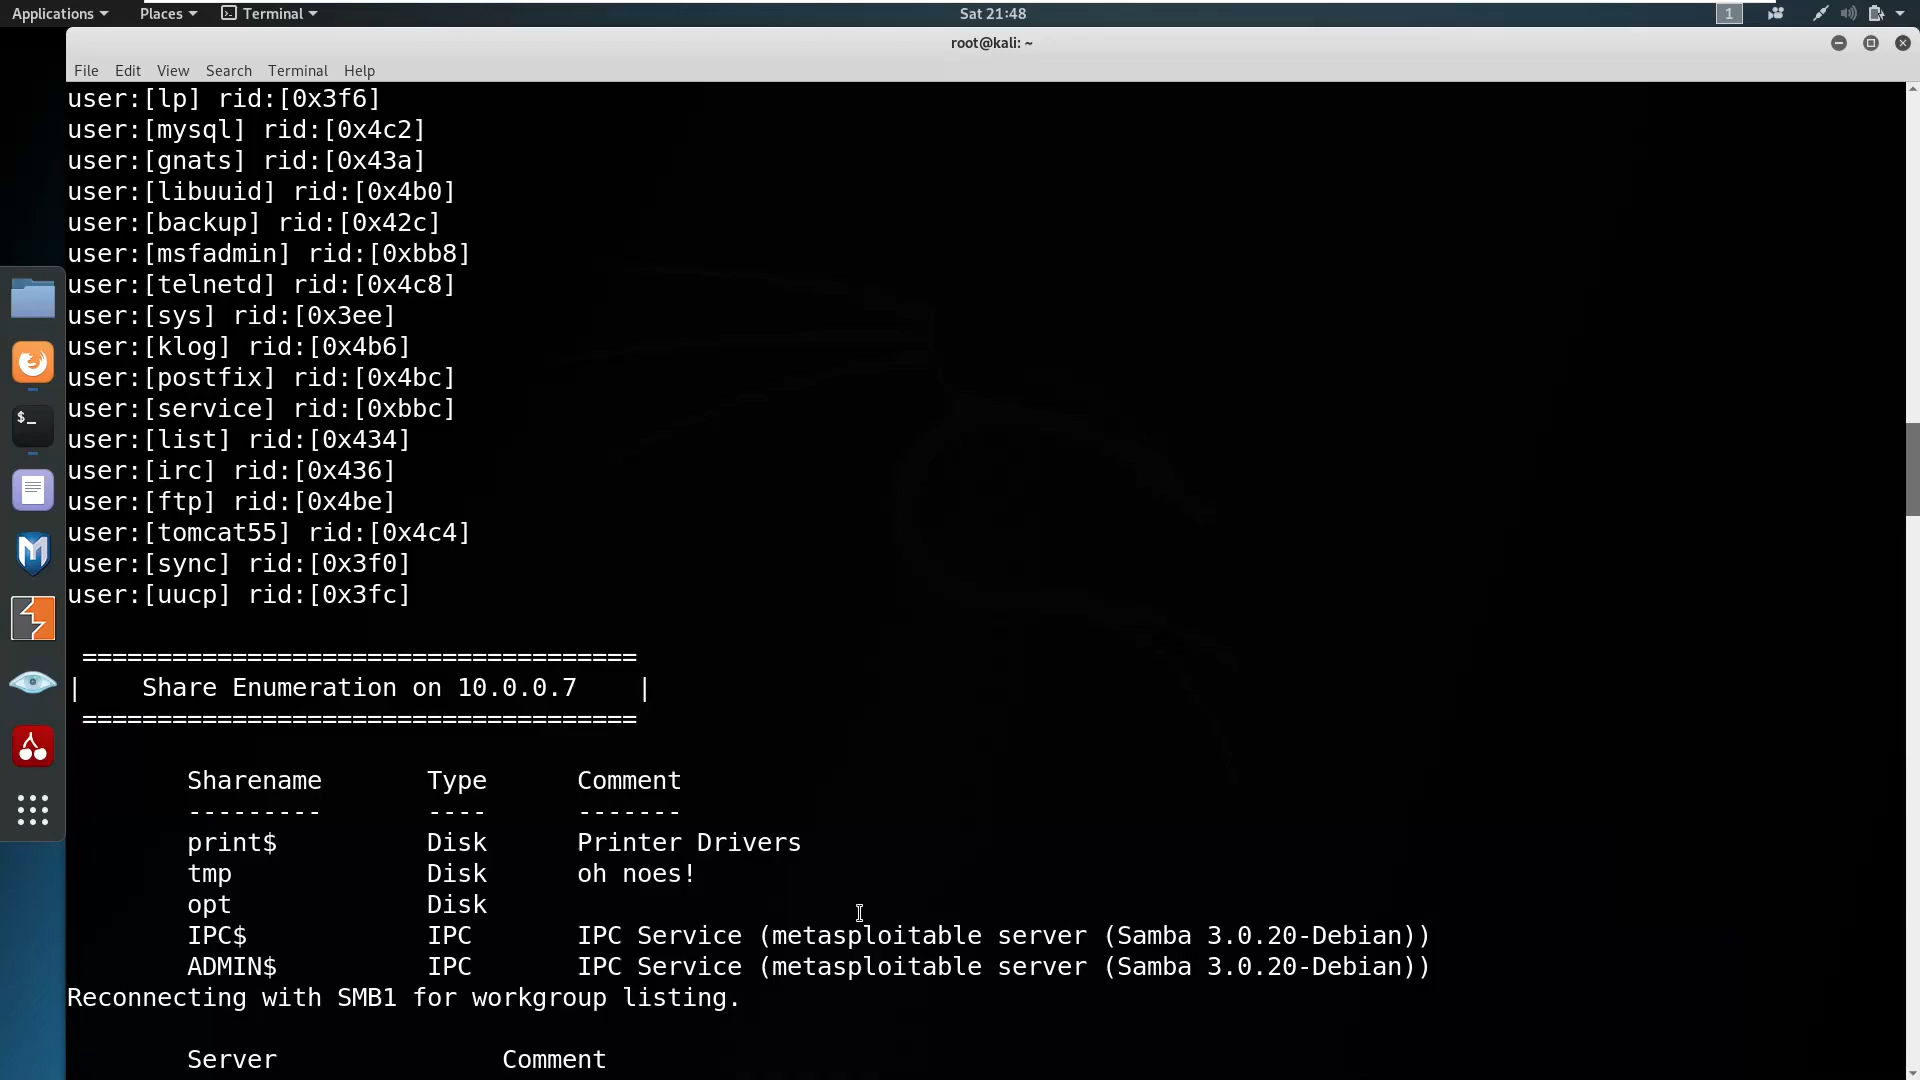 Applications Places Terminal Sat 21:48 1
root@kali: ~
File Edit View Search Terminal Help
user:[lp] rid:[0x3f6]
user:[mysql] rid:[0x4c2]
user:[gnats] rid:[0x43a]
user:[libuuid] rid:[0x4b0]
user:[backup] rid:[0x42c]
user:[msfadmin] rid:[0xbb8]
user:[telnetd] rid:[0x4c8]
user:[sys] rid:[0x3ee]
user:[klog] rid:[0x4b6]
user:[postfix] rid:[0x4bc]
user:[service] rid:[0xbbc]
user:[list] rid:[0x434]
user:[irc] rid:[0x436]
user:[ftp] rid:[0x4be]
user:[tomcat55] rid:[0x4c4]
user:[sync] rid:[0x3f0]
user:[uucp] rid:[0x3fc]
=====================================
| Share Enumeration on 10.0.0.7 |
=====================================
Sharename Type Comment
--------- ---- -------
print$ Disk Printer Drivers
tmp Disk oh noes!
opt Disk
IPC$ IPC IPC Service (metasploitable server (Samba 3.0.20-Debian))
ADMIN$ IPC IPC Service (metasploitable server (Samba 3.0.20-Debian))
Reconnecting with SMB1 for workgroup listing.
Server Comment